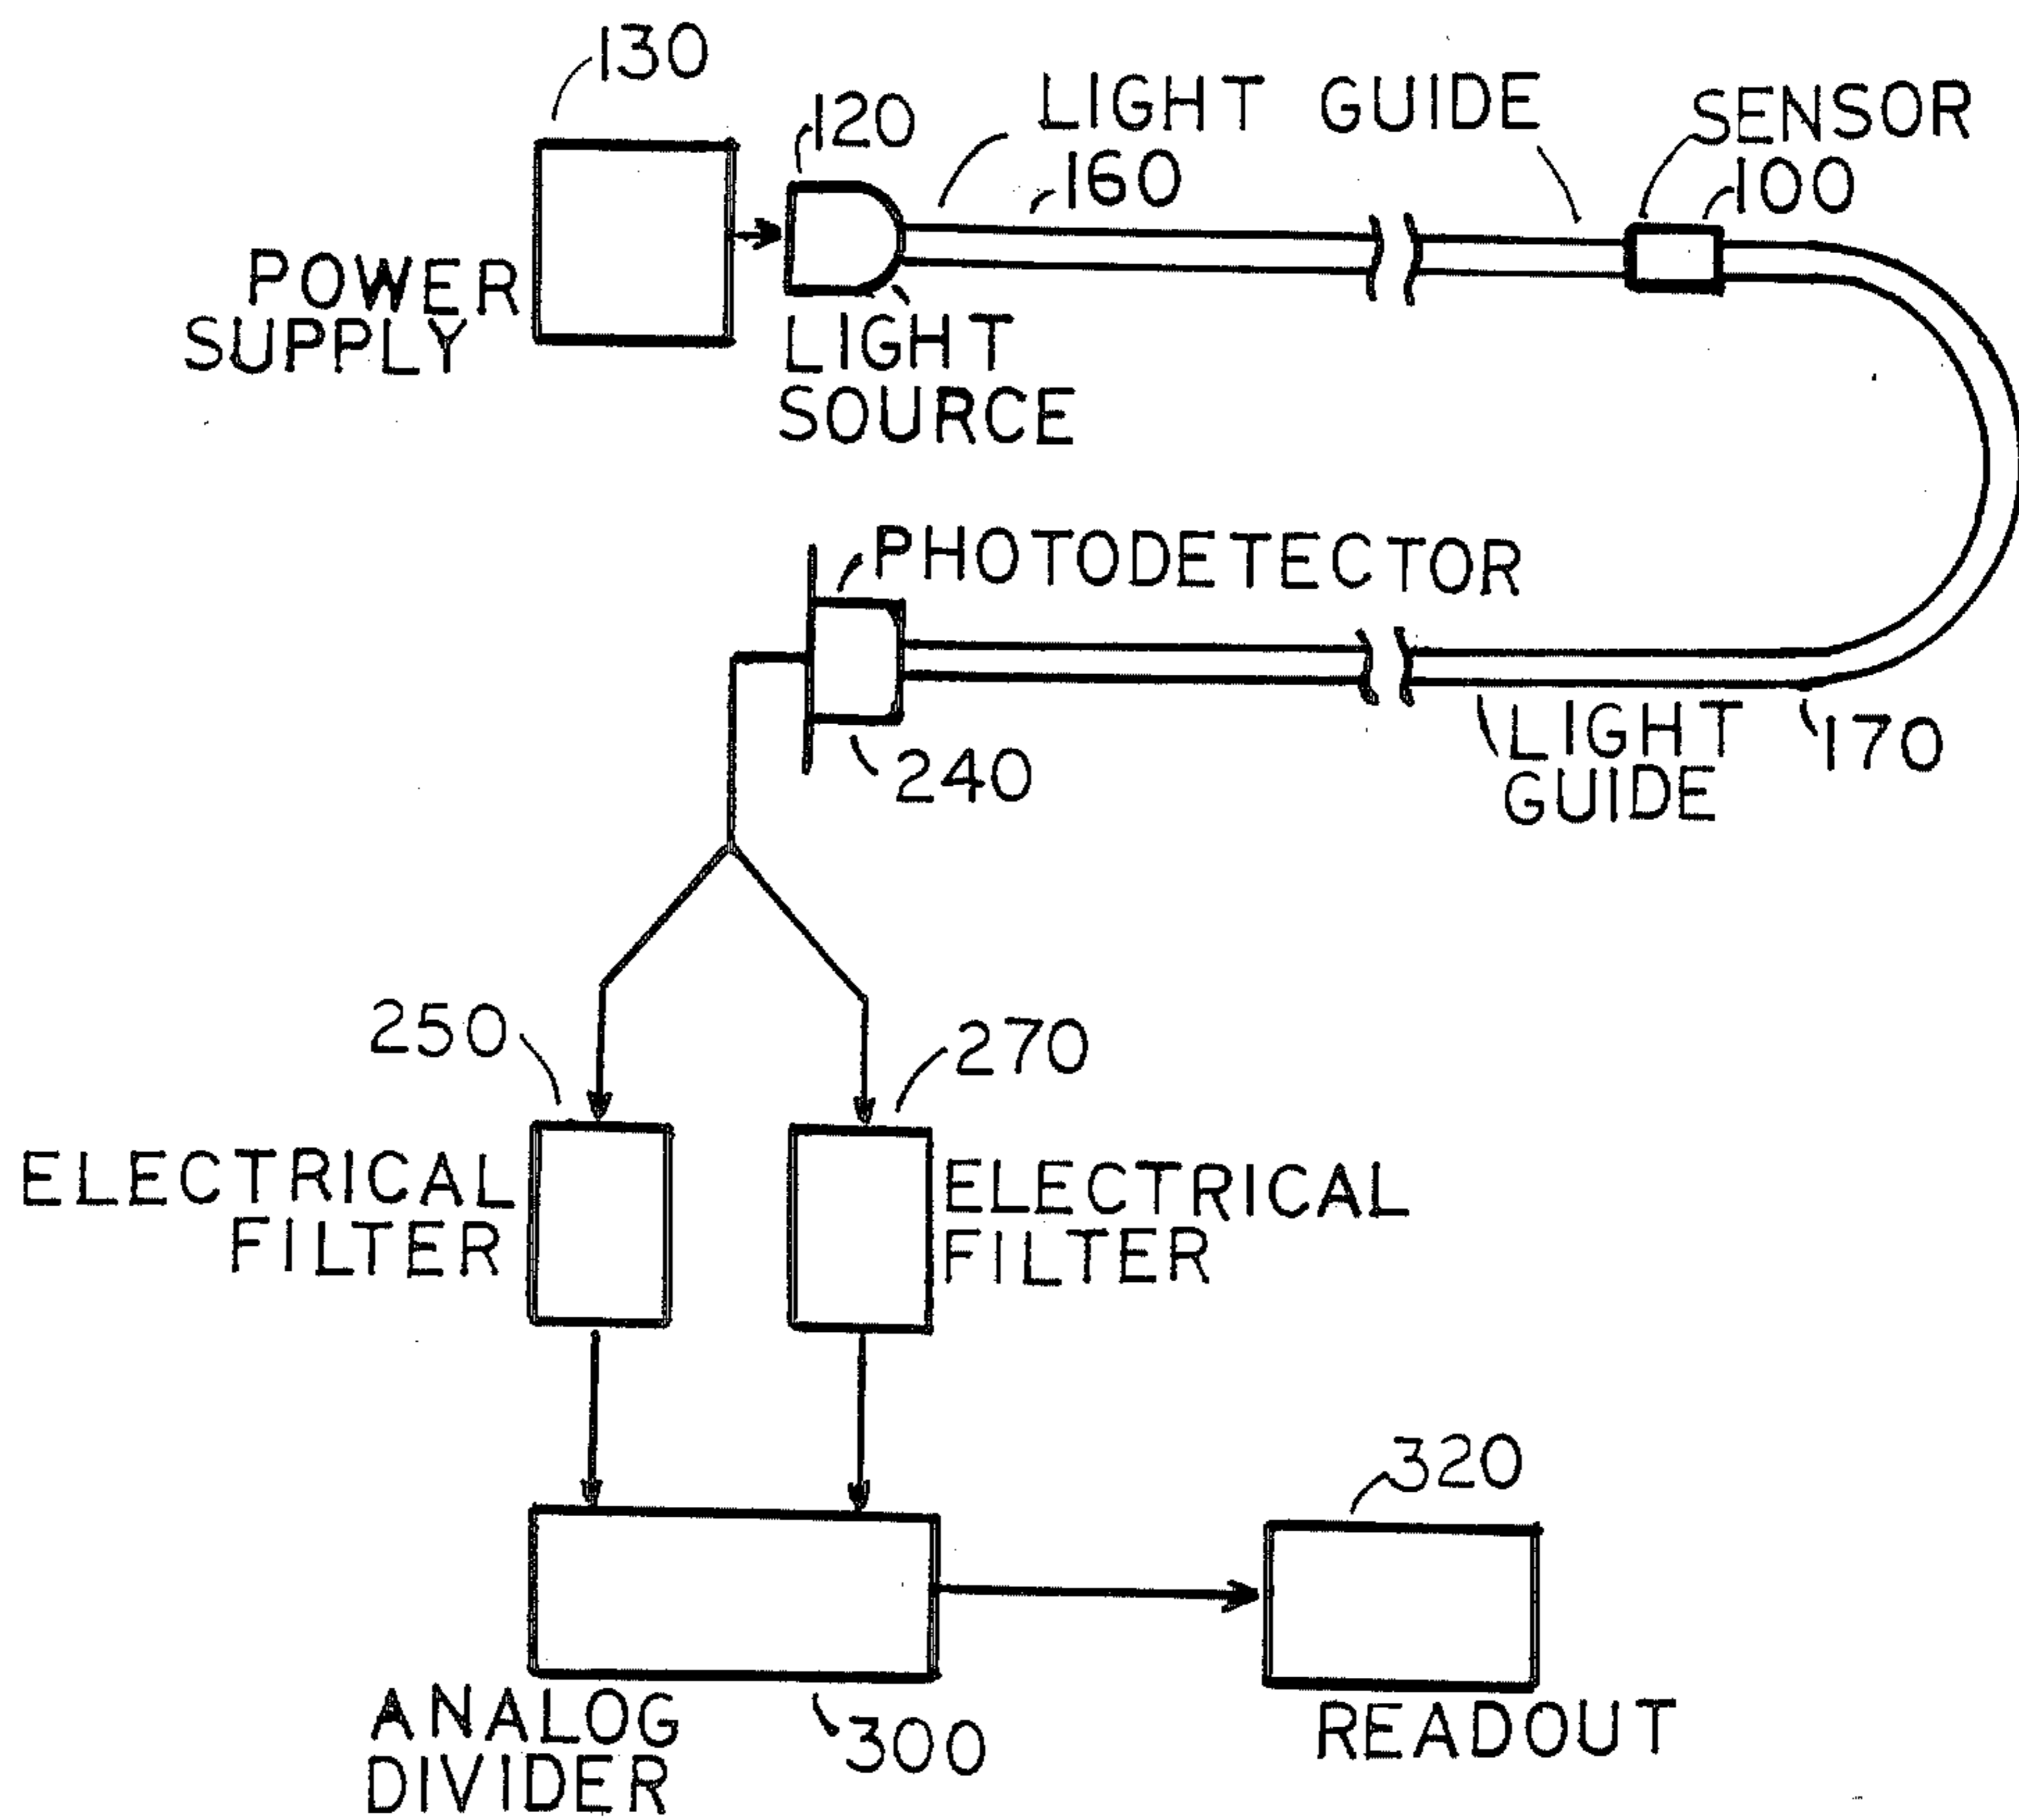 130
120
LIGHT GUIDE
160
SENSOR
100
POWER
SUPPLY
LIGHT
SOURCE
PHOTODETECTOR
240
LIGHT
GUIDE
170
250
270
ELECTRICAL
FILTER
ELECTRICAL
FILTER
320
ANALOG
DIVIDER
300
READOUT